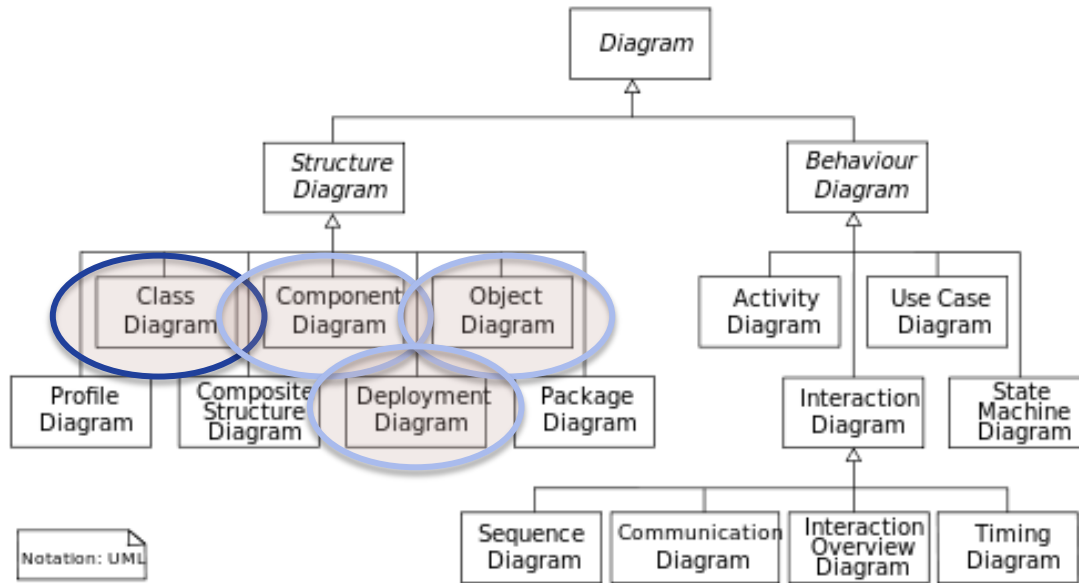 Diagram
Structure
Diagram
Behaviour
Diagram
Class
Diagram
Component
Diagram
Object
Diagram
Activity
Diagram
Use Case
Diagram
Profile
Diagram
Composite
Structure
Diagram
Deployment
Diagram
Package
Diagram
Interaction
Diagram
State
Machine
Diagram
Sequence
Diagram
Communication
Diagram
Interaction
Overview
Diagram
Timing
Diagram
Notation: UML